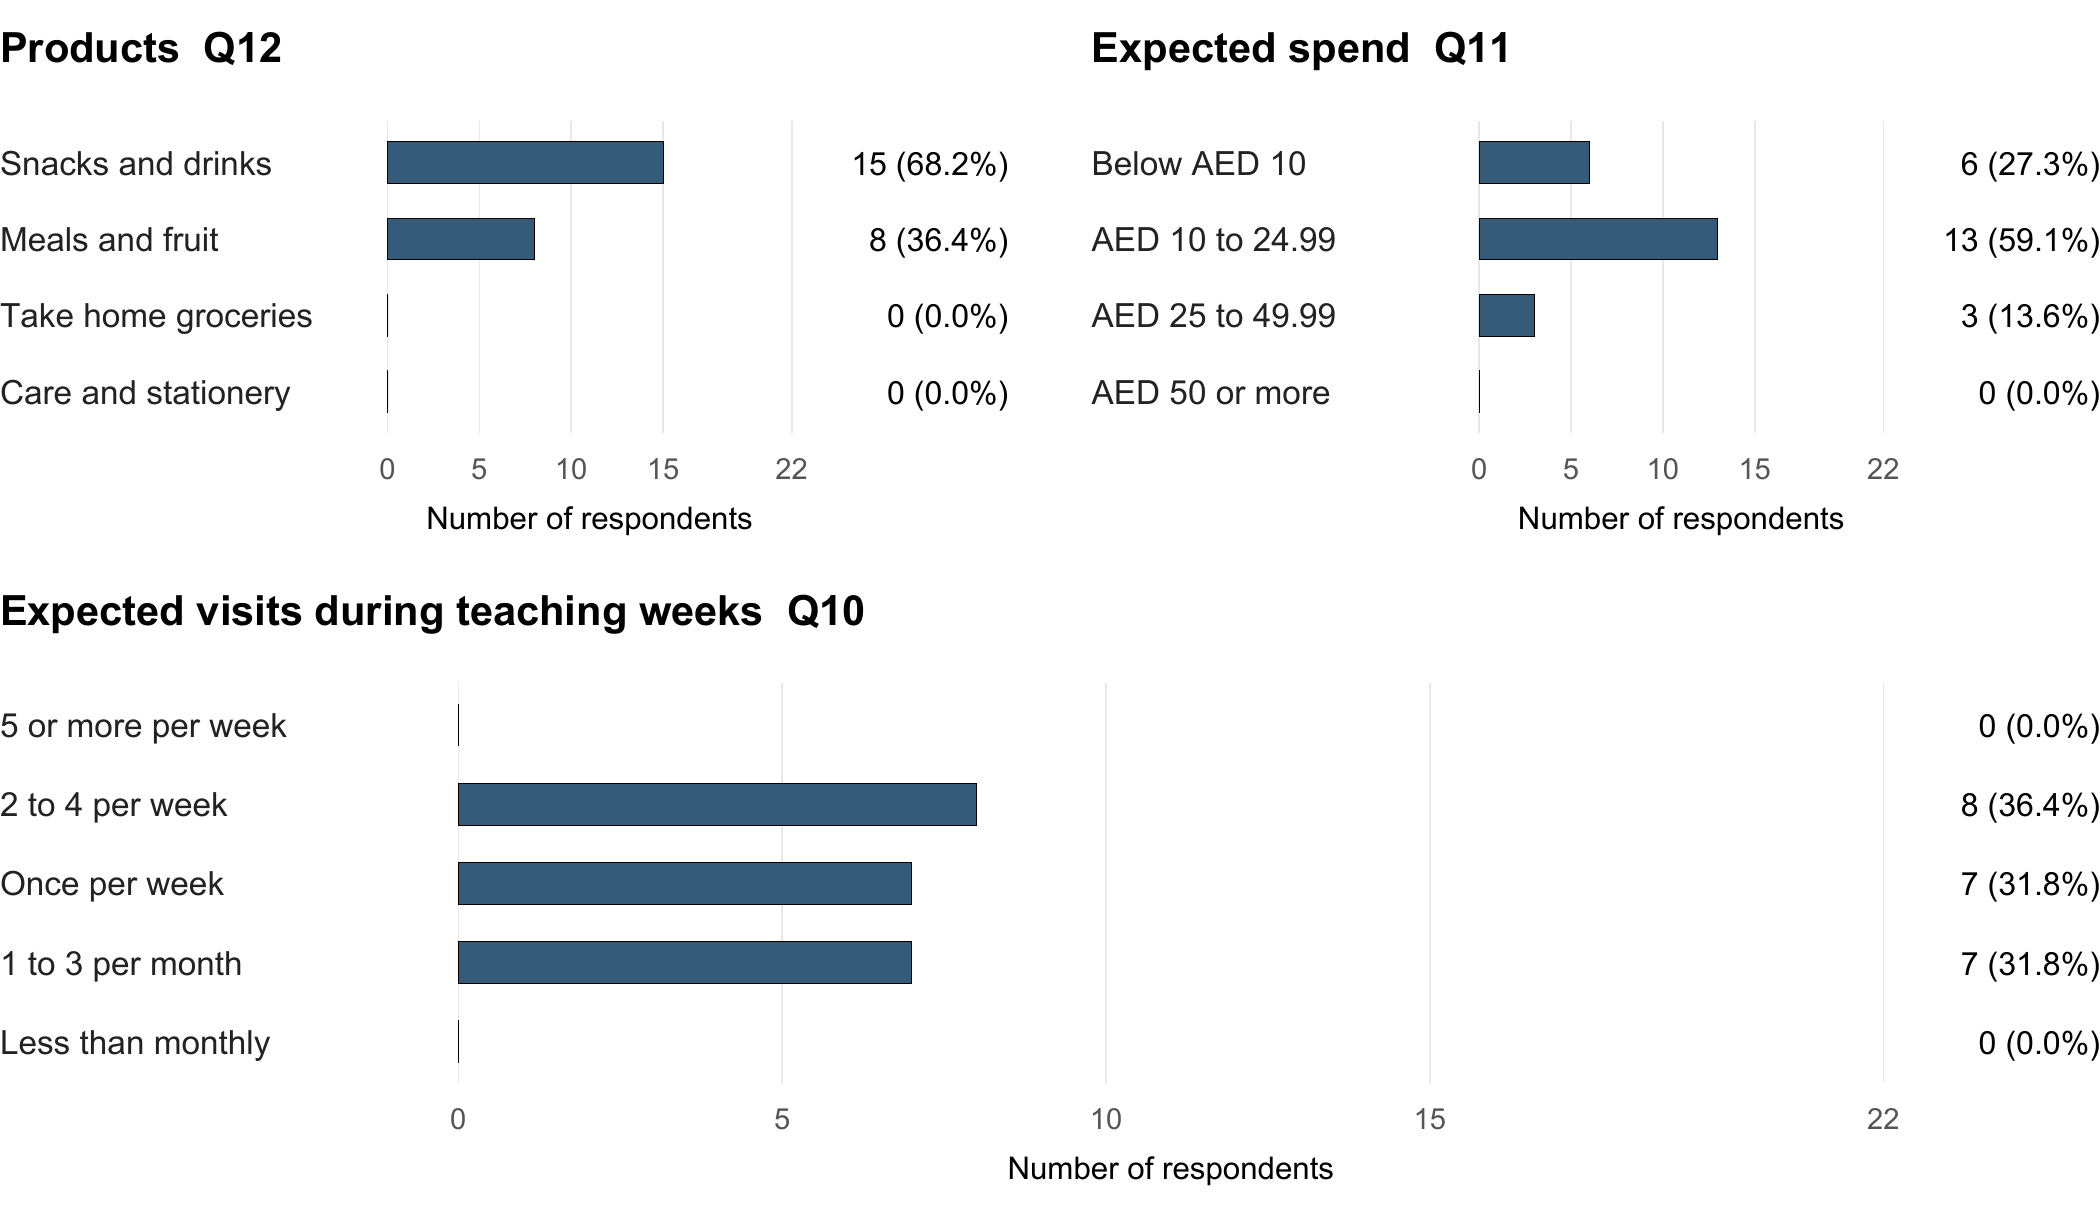 Products  Q12
Snacks and drinks 15 (68.2%)
Meals and fruit 8 (36.4%)
Take home groceries 0 (0.0%)
Care and stationery 0 (0.0%)
0 5 10 15 22
Number of respondents
Expected spend  Q11
Below AED 10 6 (27.3%)
AED 10 to 24.99 13 (59.1%)
AED 25 to 49.99 3 (13.6%)
AED 50 or more 0 (0.0%)
0 5 10 15 22
Number of respondents
Expected visits during teaching weeks  Q10
5 or more per week 0 (0.0%)
2 to 4 per week 8 (36.4%)
Once per week 7 (31.8%)
1 to 3 per month 7 (31.8%)
Less than monthly 0 (0.0%)
0 5 10 15 22
Number of respondents